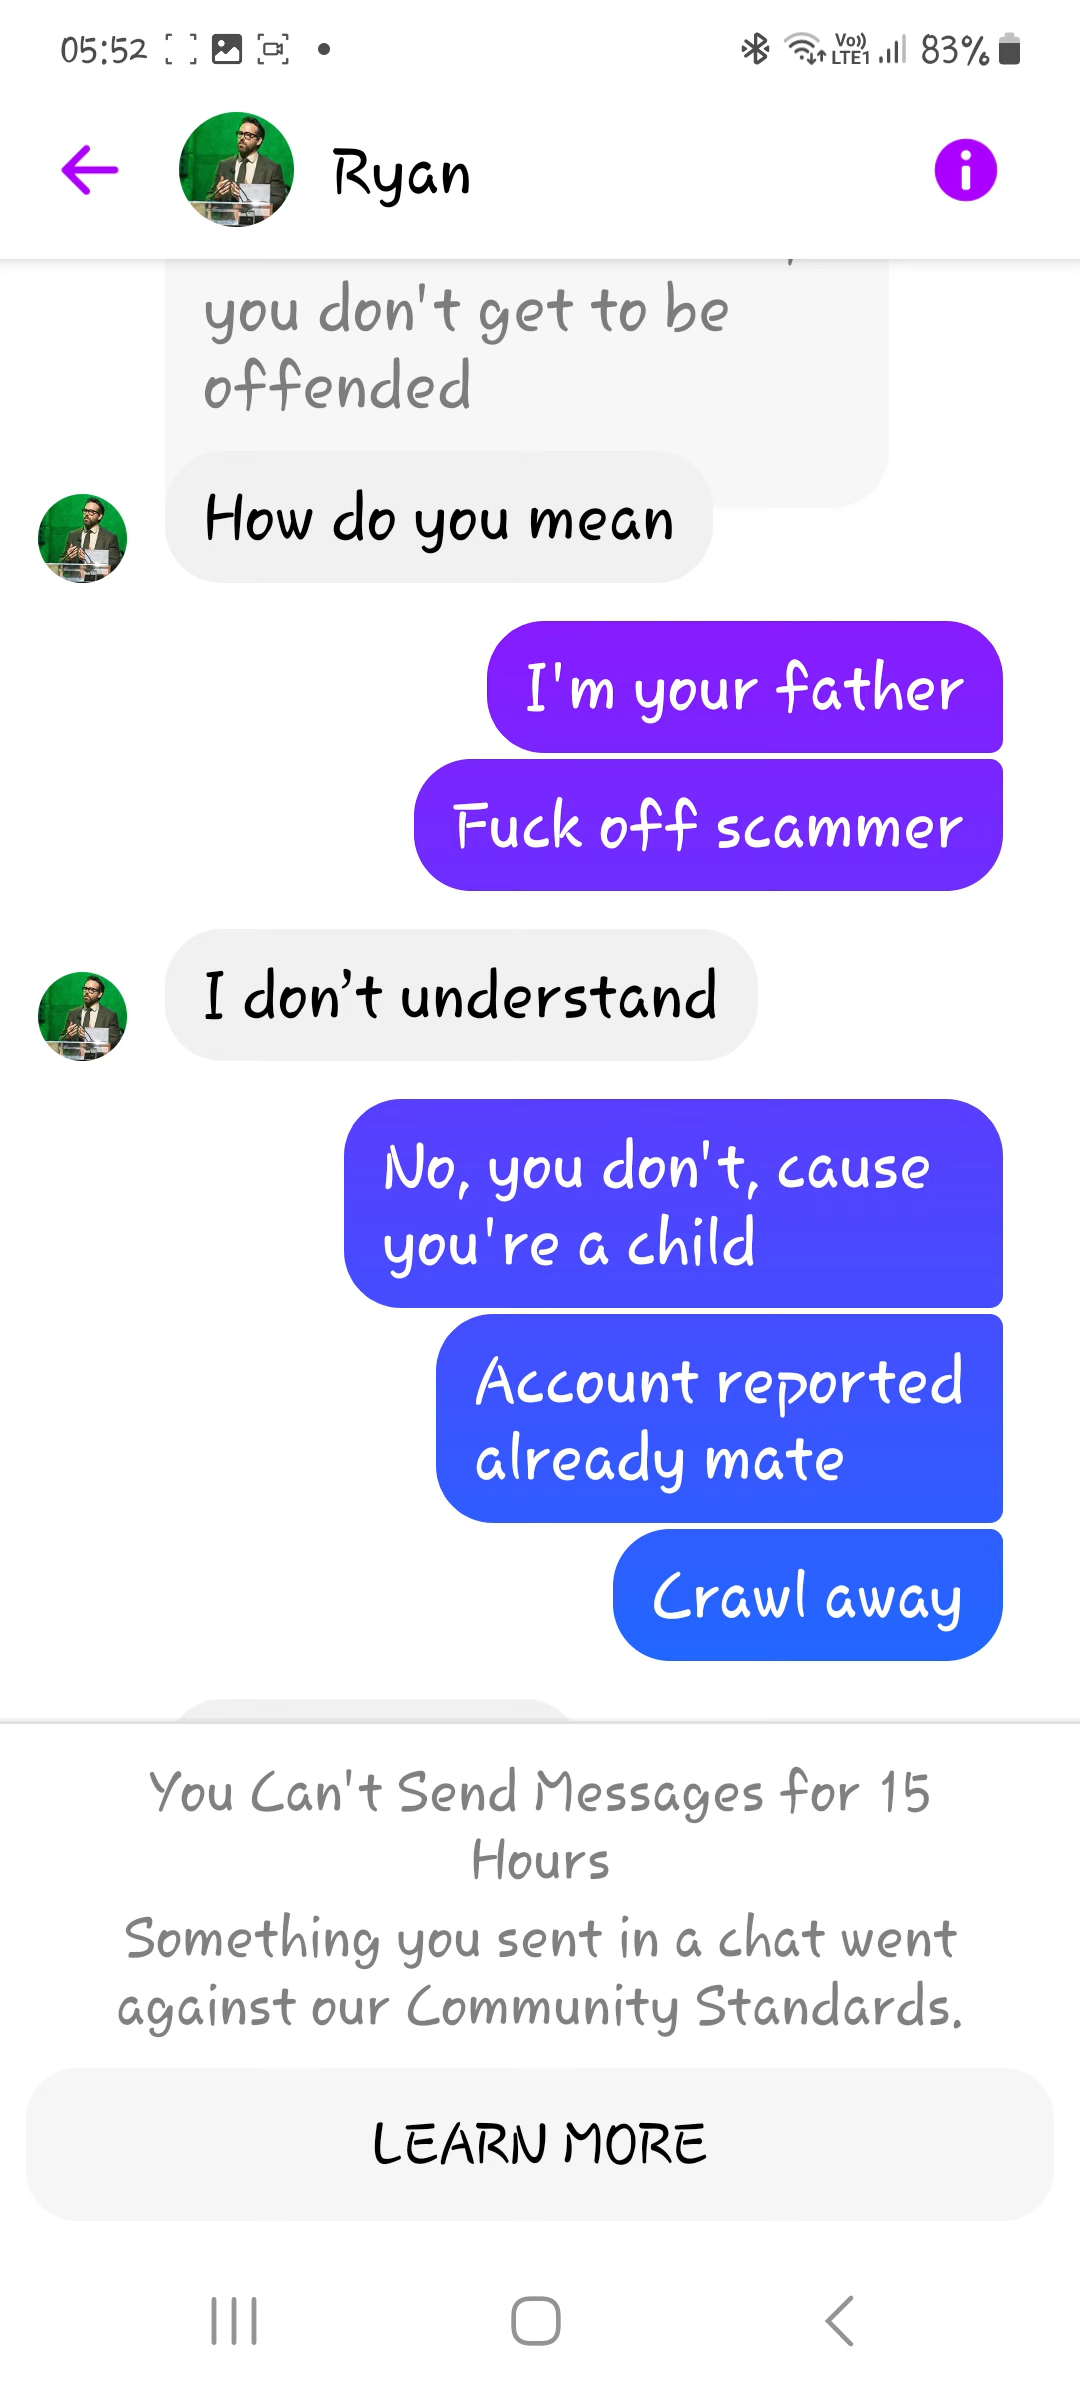 05:52
Vo))
LTE1
83%
Ryan
you don't get to be
offended
How do you mean
I'm your father
Fuck off scammer
I don't understand
No, you don't, cause
you're a child
Account reported
already mate
Crawl away
You Can't Send Messages for 15
Hours
Something you sent in a chat went
against our Community Standards.
LEARN MORE